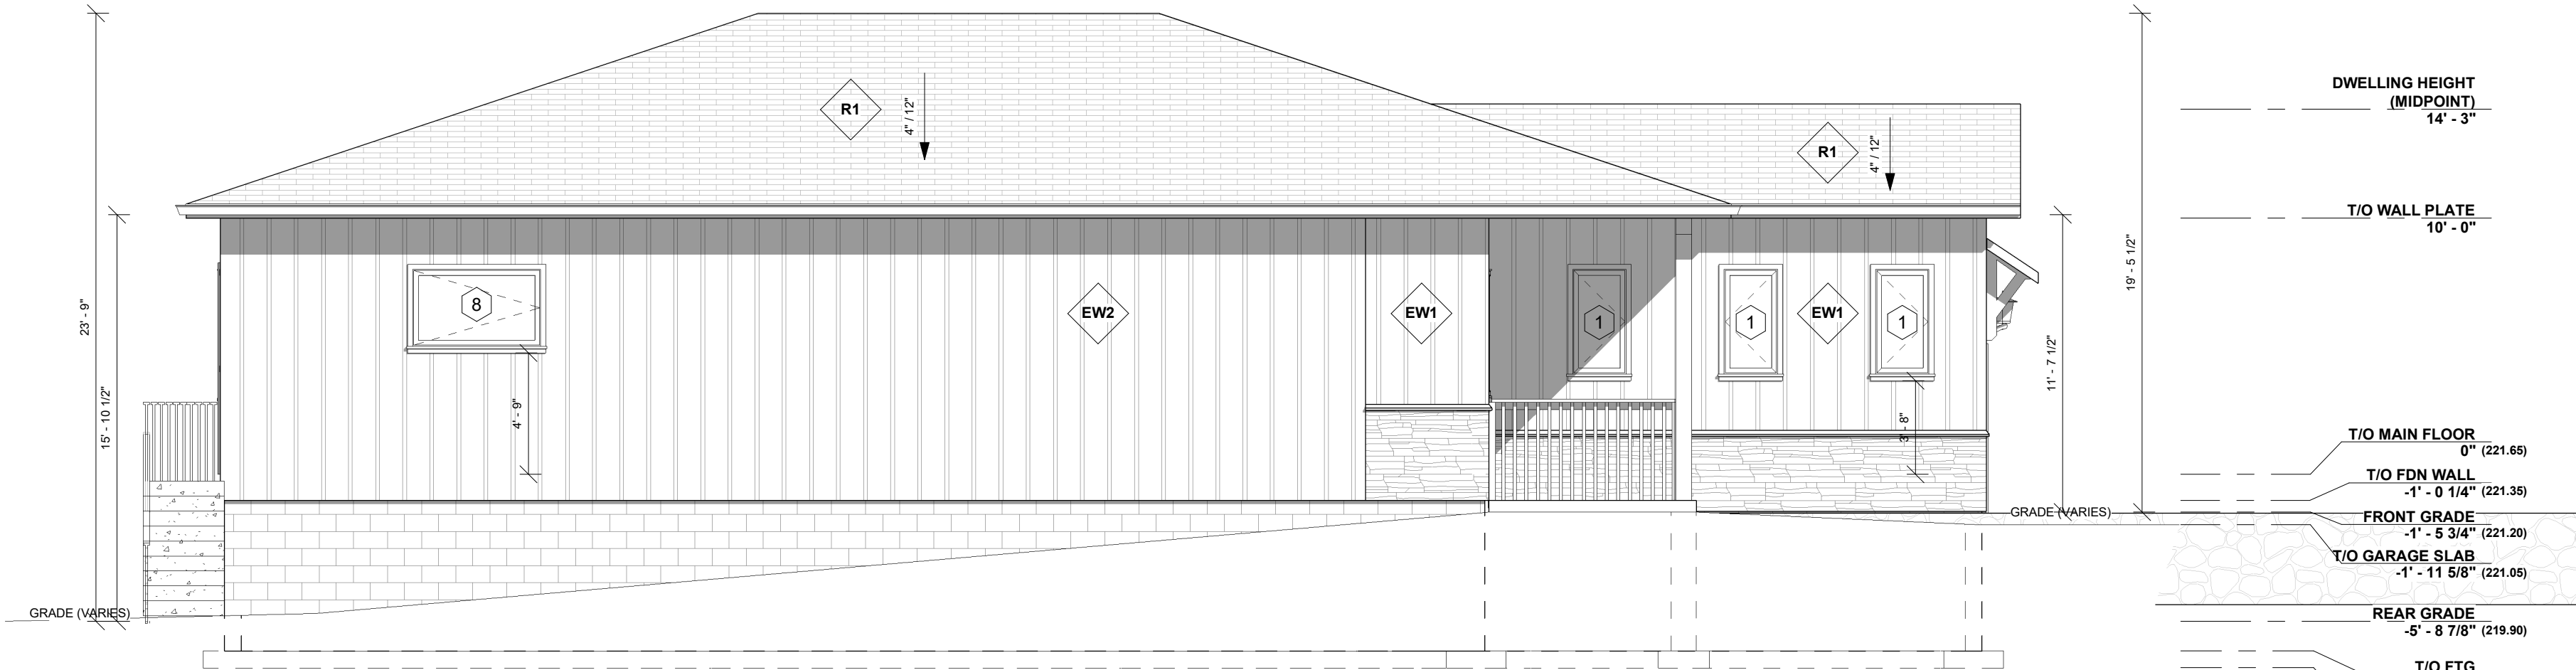 DWELLING HEIGHT
(MIDPOINT)
14' - 3"
R1
4" / 12"
R1
4" / 12"
T/O WALL PLATE
10' - 0"
23' - 9"
15' - 10 1/2"
8
4' - 9"
EW2
EW1
1
1
EW1
1
3' - 8"
11' - 7 1/2"
19' - 5 1/2"
T/O MAIN FLOOR
0" (221.65)
T/O FDN WALL
-1' - 0 1/4" (221.35)
GRADE (VARIES)
FRONT GRADE
-1' - 5 3/4" (221.20)
T/O GARAGE SLAB
-1' - 11 5/8" (221.05)
GRADE (VARIES)
REAR GRADE
-5' - 8 7/8" (219.90)
T/O FTG